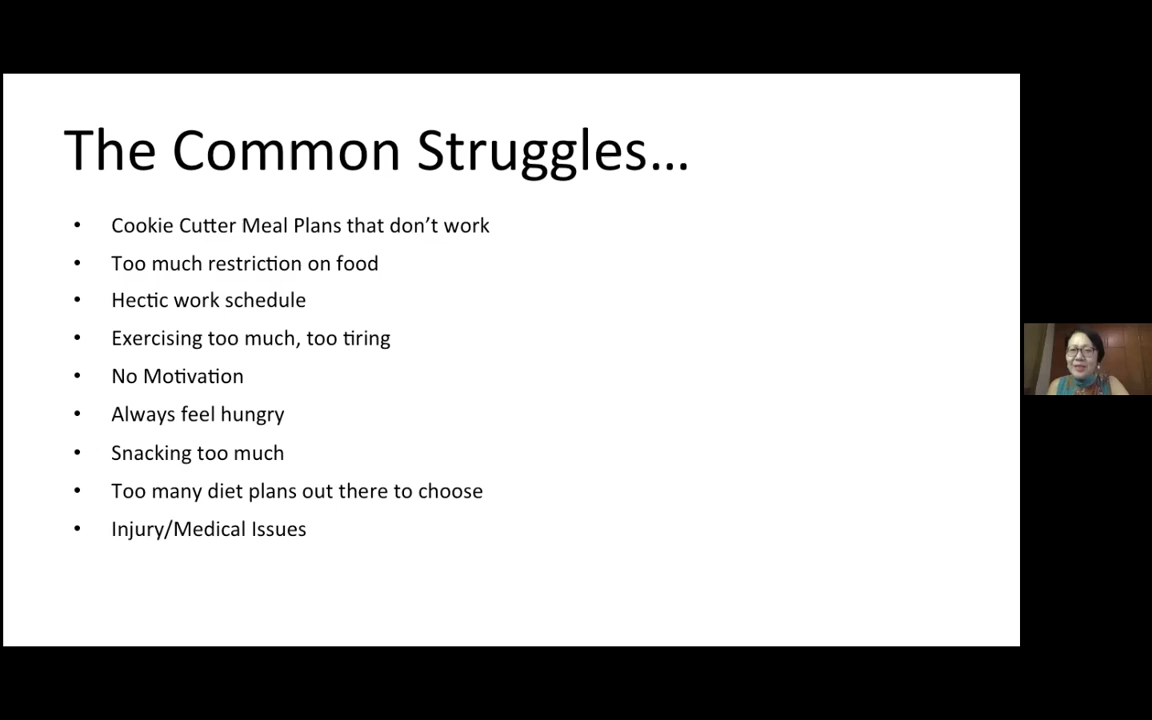 The Common Struggles...
• Cookie Cutter Meal Plans that don’t work
• Too much restriction on food
• Hectic work schedule
• Exercising too much, too tiring
• No Motivation
• Always feel hungry
• Snacking too much
• Too many diet plans out there to choose
• Injury/Medical Issues